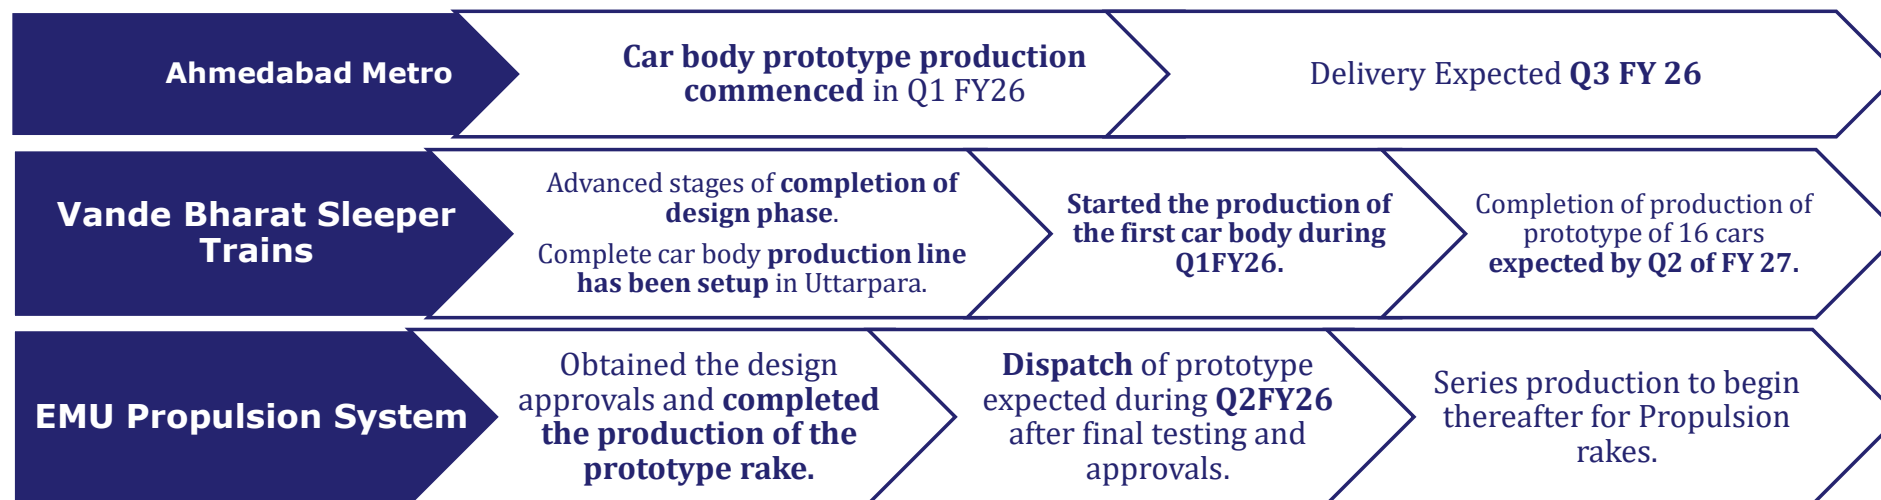 Ahmedabad Metro
Car body prototype production
commenced in Q1 FY26
Delivery Expected Q3 FY 26
Vande Bharat Sleeper
Trains
Advanced stages of completion of
design phase.
Complete car body production line
has been setup in Uttarpara.
Started the production of
the first car body during
Q1FY26.
Completion of production of
prototype of 16 cars
expected by Q2 of FY 27.
EMU Propulsion System
Obtained the design
approvals and completed
the production of the
prototype rake.
Dispatch of prototype
expected during Q2FY26
after final testing and
approvals.
Series production to begin
thereafter for Propulsion
rakes.